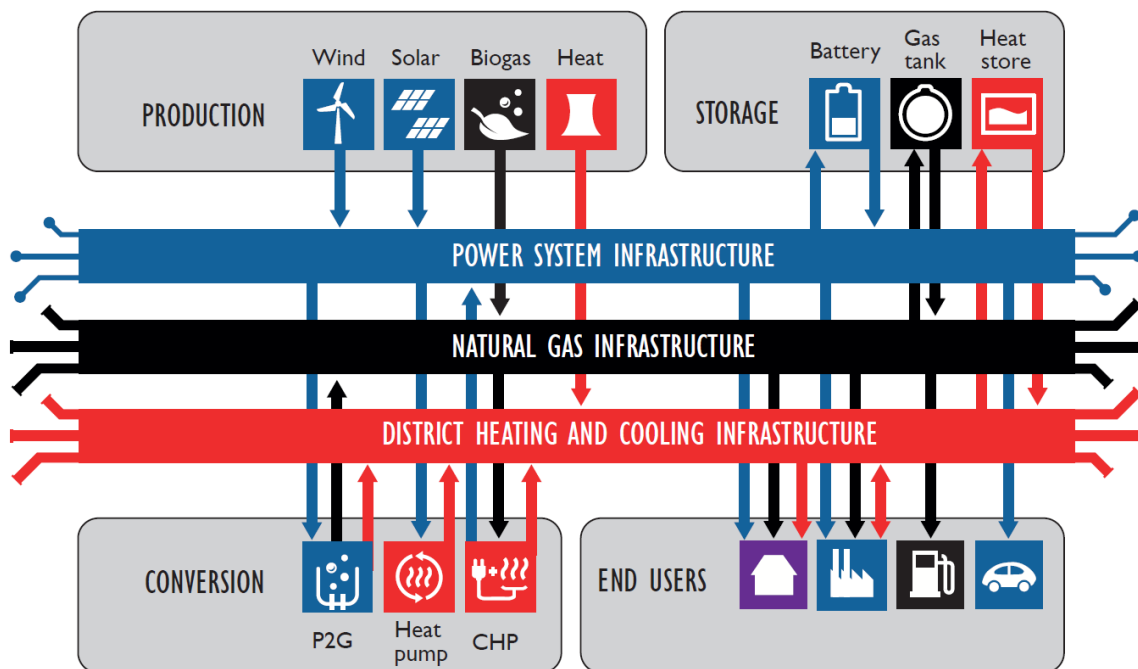 Wind Solar Biogas Heat
PRODUCTION
Battery Gas tank Heat store
STORAGE
POWER SYSTEM INFRASTRUCTURE
NATURAL GAS INFRASTRUCTURE
DISTRICT HEATING AND COOLING INFRASTRUCTURE
CONVERSION
P2G Heat pump CHP
END USERS